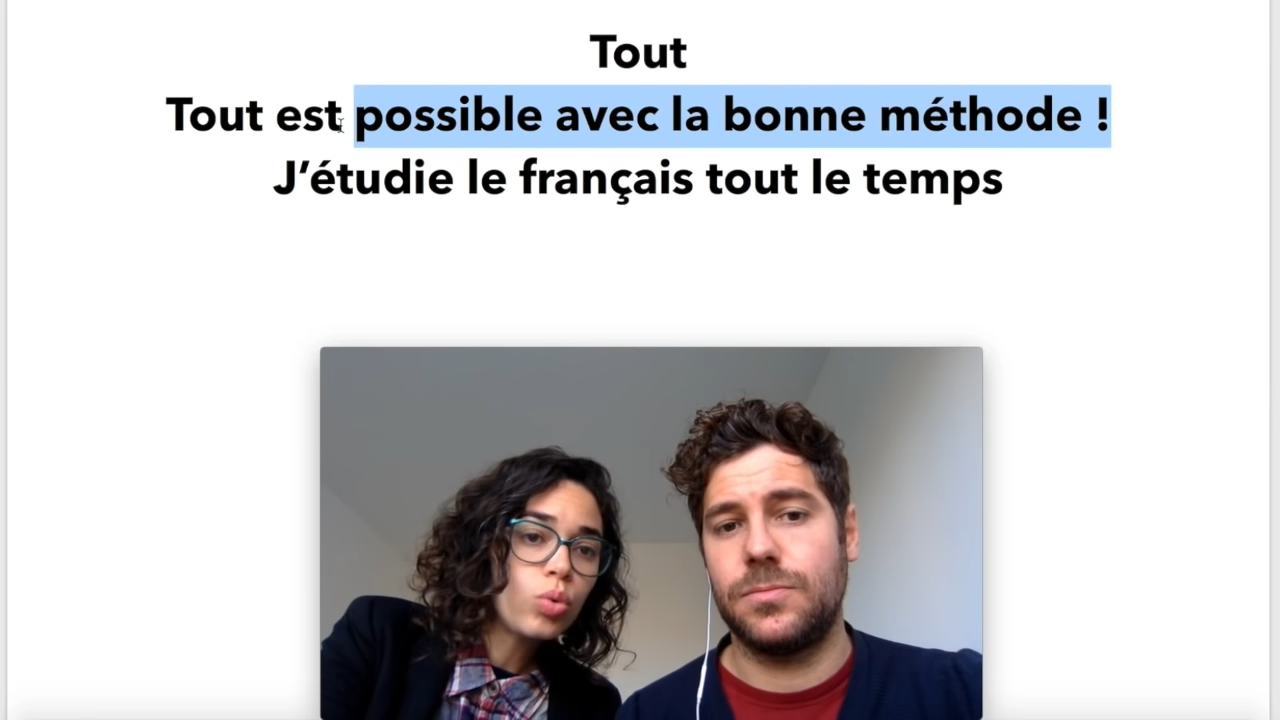 Tout
Tout est possible avec la bonne méthode !
J’étudie le français tout le temps